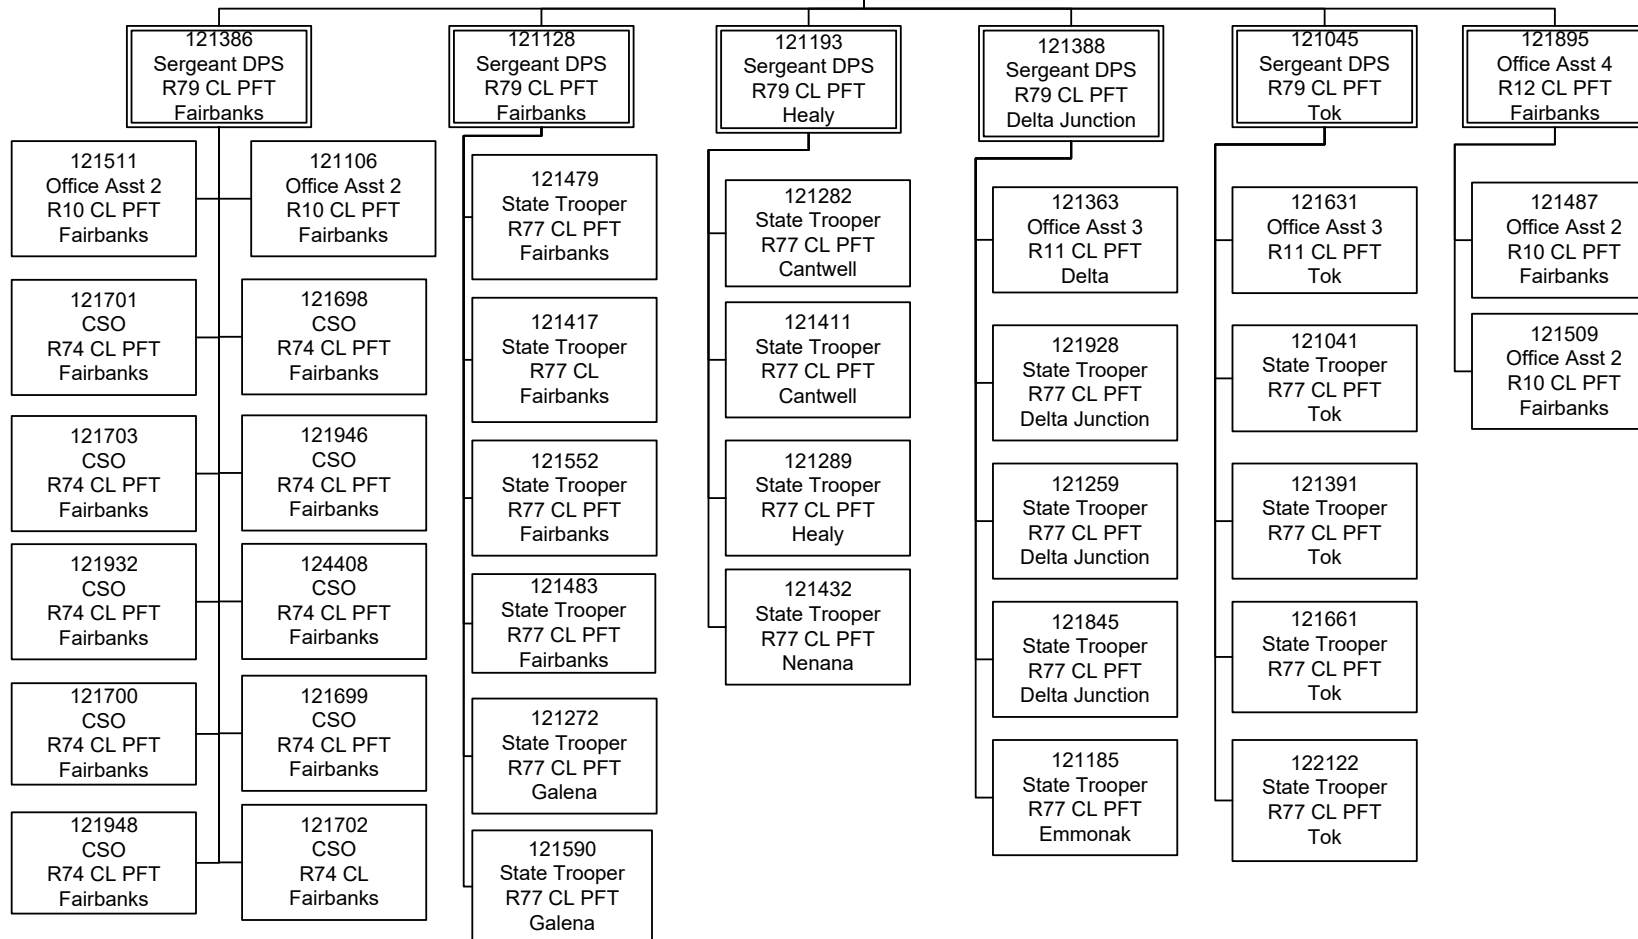 121386
Sergeant DPS
R79 CL PFT
Fairbanks
121511
Office Asst 2
R10 CL PFT
Fairbanks
121106
Office Asst 2
R10 CL PFT
Fairbanks
121701
CSO
R74 CL PFT
Fairbanks
121698
CSO
R74 CL PFT
Fairbanks
121703
CSO
R74 CL PFT
Fairbanks
121946
CSO
R74 CL PFT
Fairbanks
121932
CSO
R74 CL PFT
Fairbanks
124408
CSO
R74 CL PFT
Fairbanks
121700
CSO
R74 CL PFT
Fairbanks
121699
CSO
R74 CL PFT
Fairbanks
121948
CSO
R74 CL PFT
Fairbanks
121702
CSO
R74 CL
Fairbanks
121128
Sergeant DPS
R79 CL PFT
Fairbanks
121479
State Trooper
R77 CL PFT
Fairbanks
121417
State Trooper
R77 CL
Fairbanks
121552
State Trooper
R77 CL PFT
Fairbanks
121483
State Trooper
R77 CL PFT
Fairbanks
121272
State Trooper
R77 CL PFT
Galena
121590
State Trooper
R77 CL PFT
Galena
121193
Sergeant DPS
R79 CL PFT
Healy
121282
State Trooper
R77 CL PFT
Cantwell
121411
State Trooper
R77 CL PFT
Cantwell
121289
State Trooper
R77 CL PFT
Healy
121432
State Trooper
R77 CL PFT
Nenana
121388
Sergeant DPS
R79 CL PFT
Delta Junction
121363
Office Asst 3
R11 CL PFT
Delta
121928
State Trooper
R77 CL PFT
Delta Junction
121259
State Trooper
R77 CL PFT
Delta Junction
121845
State Trooper
R77 CL PFT
Delta Junction
121185
State Trooper
R77 CL PFT
Emmonak
121045
Sergeant DPS
R79 CL PFT
Tok
121631
Office Asst 3
R11 CL PFT
Tok
121041
State Trooper
R77 CL PFT
Tok
121391
State Trooper
R77 CL PFT
Tok
121661
State Trooper
R77 CL PFT
Tok
122122
State Trooper
R77 CL PFT
Tok
121895
Office Asst 4
R12 CL PFT
Fairbanks
121487
Office Asst 2
R10 CL PFT
Fairbanks
121509
Office Asst 2
R10 CL PFT
Fairbanks